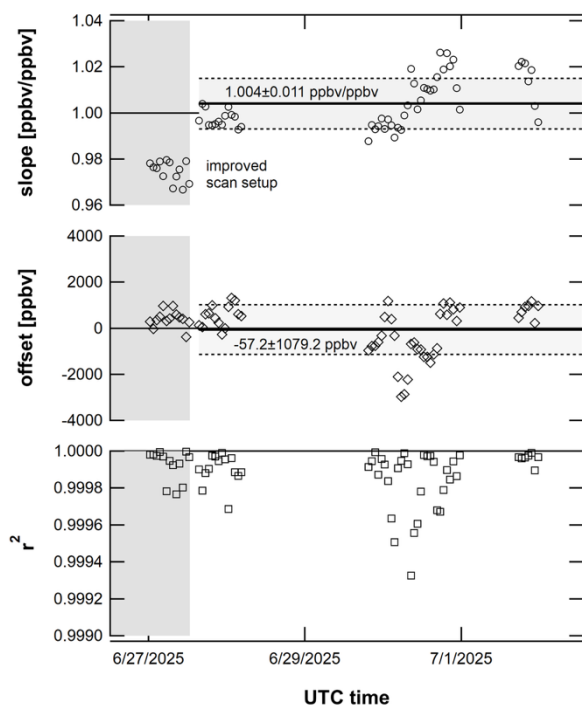 slope [ppbv/ppbv]
1.04
1.02
1.00
0.98
0.96
1.004±0.011 ppbv/ppbv
improved
scan setup
offset [ppbv]
4000
2000
0
-2000
-4000
-57.2±1079.2 ppbv
r²
1.0000
0.9998
0.9996
0.9994
0.9992
0.9990
6/27/2025
6/29/2025
7/1/2025
UTC time